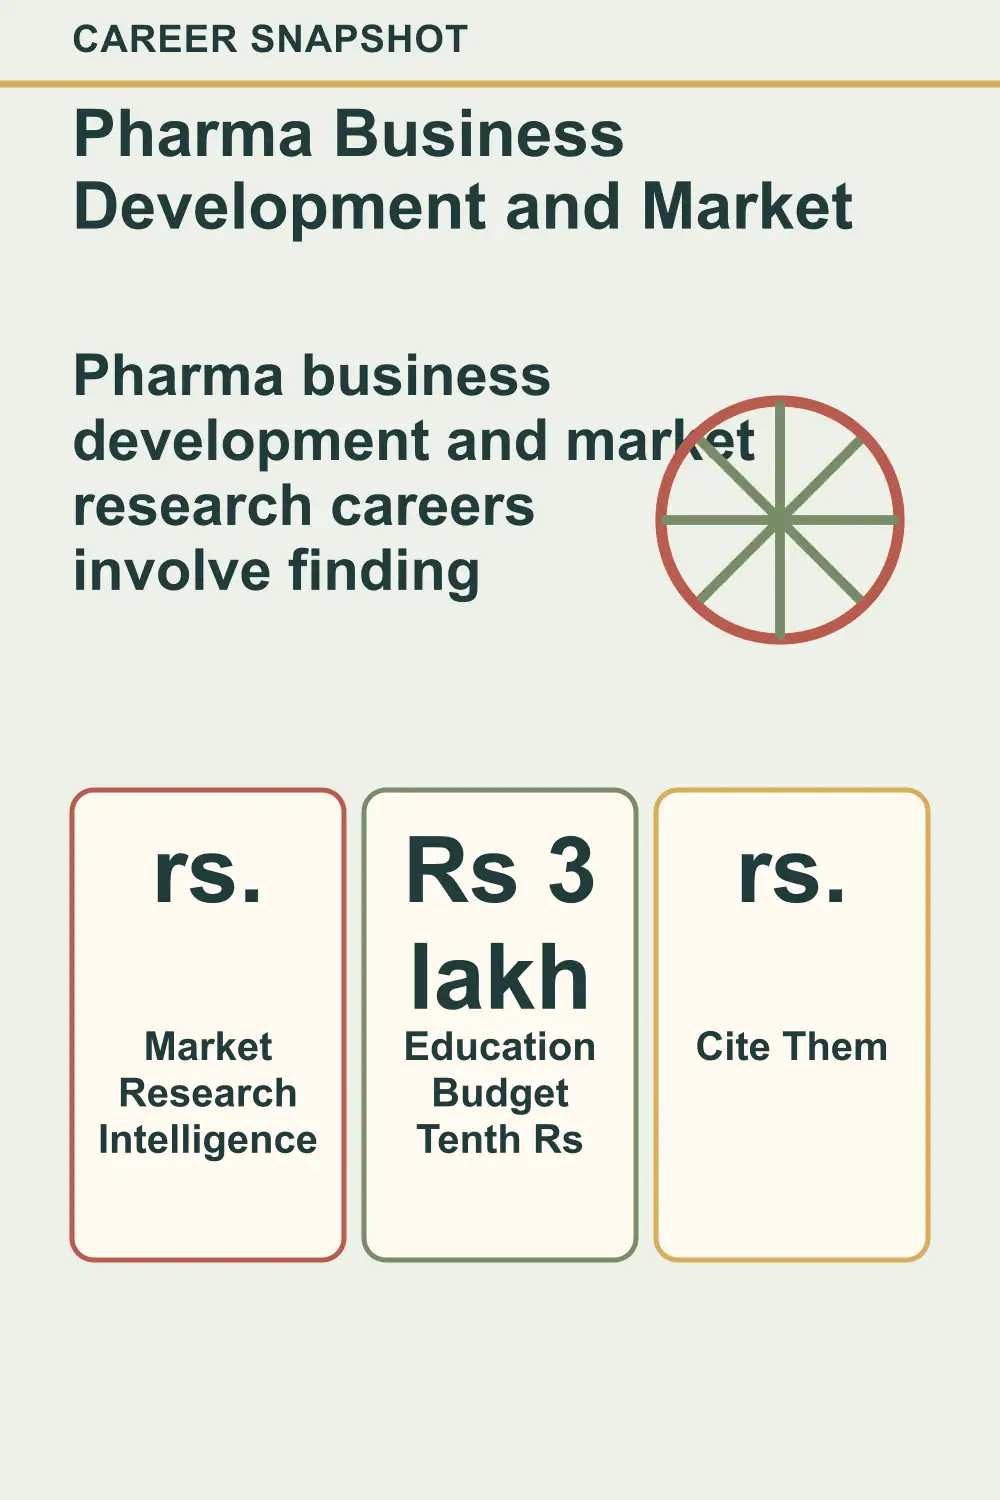 CAREER SNAPSHOT
Pharma Business
Development and Market
Pharma business
development and market
research careers
involve finding
rs.
Market
Research
Intelligence
Rs 3
lakh
Education
Budget
Tenth Rs
rs.
Cite Them